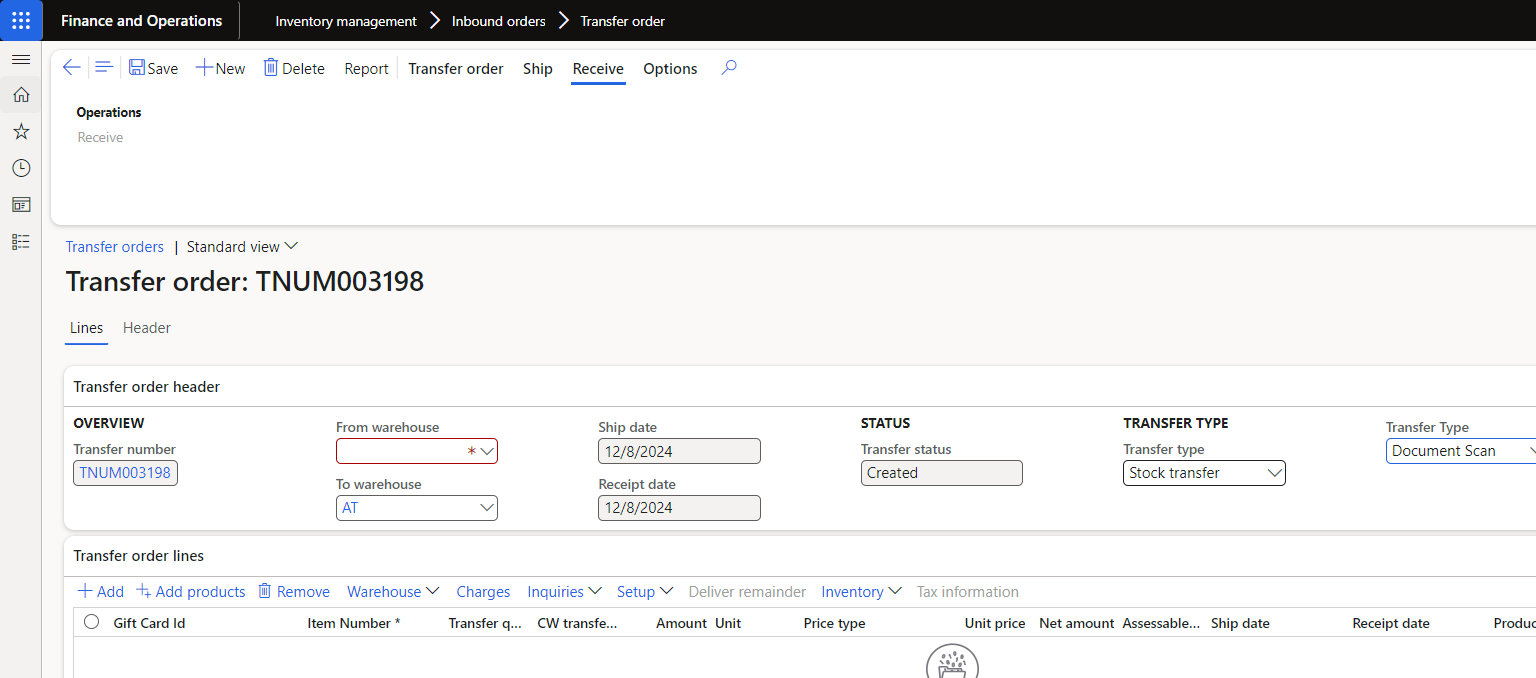 Finance and Operations Inventory management Inbound orders Transfer order
Save New Delete Report Transfer order Ship Receive Options
Operations
Receive
Transfer orders | Standard view
Transfer order: TNUM003198
Lines Header
Transfer order header
OVERVIEW From warehouse Ship date STATUS TRANSFER TYPE Transfer Type
Transfer number * 12/8/2024 Transfer status Transfer type Document Scan
TNUM003198 To warehouse Receipt date Created Stock transfer
AT 12/8/2024
Transfer order lines
Add Add products Remove Warehouse Charges Inquiries Setup Deliver remainder Inventory Tax information
Gift Card Id Item Number * Transfer q... CW transfe... Amount Unit Price type Unit price Net amount Assessable... Ship date Receipt date Produc